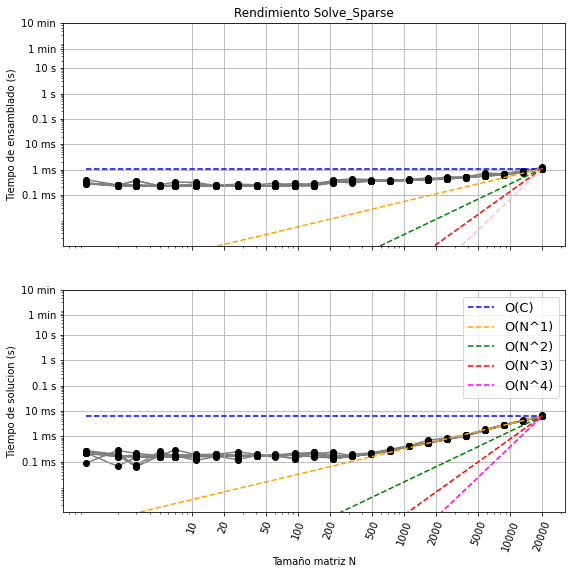 Rendimiento Solve_Sparse
Tiempo de ensamblado (s)
10 min
1 min
10 s
1 s
0.1 s
10 ms
1 ms
0.1 ms
Tiempo de solucion (s)
10 min
1 min
10 s
1 s
0.1 s
10 ms
1 ms
0.1 ms
O(C)
O(N^1)
O(N^2)
O(N^3)
O(N^4)
10
20
50
100
200
500
1000
2000
5000
10000
20000
Tamaño matriz N